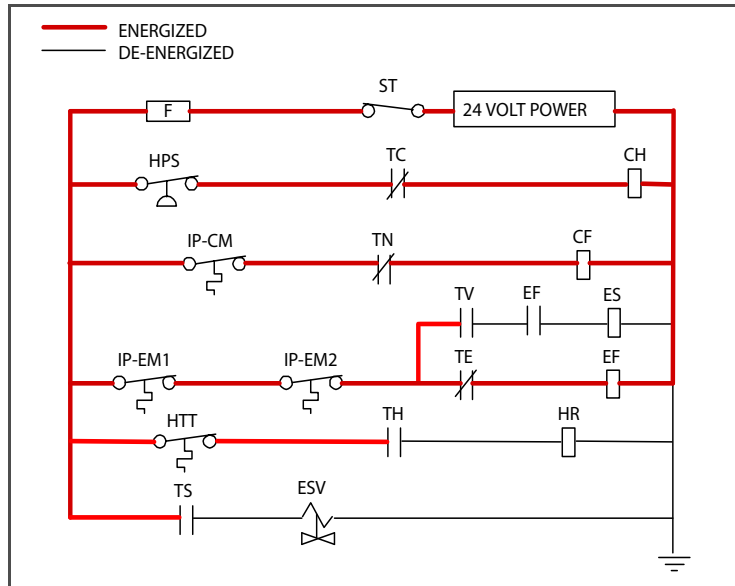 ENERGIZED
DE-ENERGIZED
ST
F
24 VOLT POWER
HPS
TC
CH
IP-CM
TN
CF
TV
EF
ES
IP-EM1
IP-EM2
TE
EF
HTT
TH
HR
TS
ESV